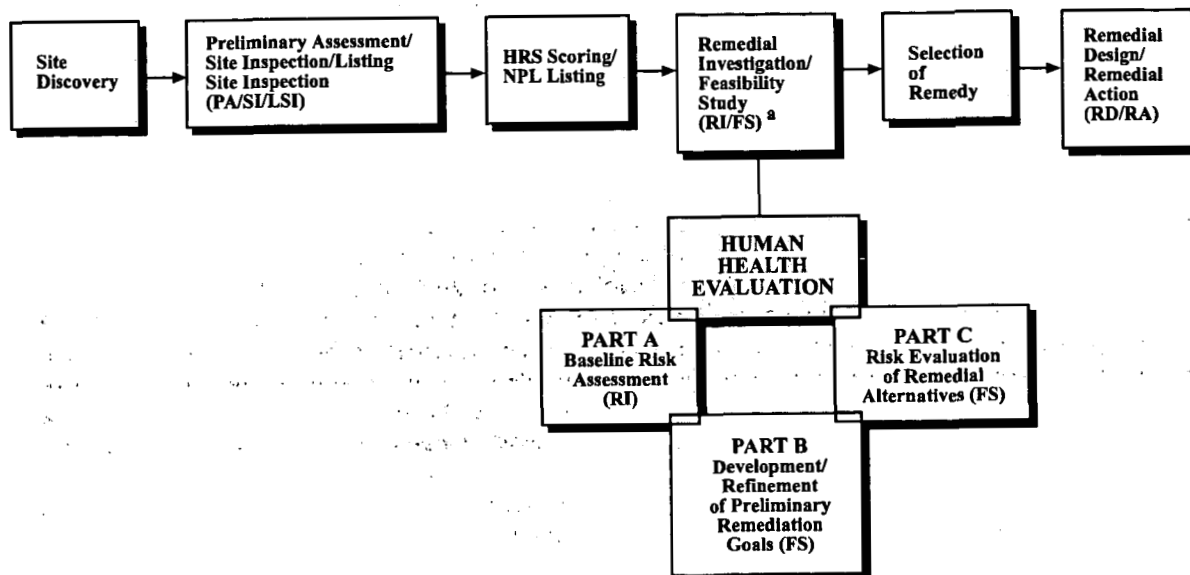 Site
Discovery
Preliminary Assessment/
Site Inspection/Listing
Site Inspection
(PA/SI/LSI)
HRS Scoring/
NPL Listing
Remedial
Investigation/
Feasibility
Study
(RI/FS) a
Selection
of
Remedy
Remedial
Design/
Remedial
Action
(RD/RA)
HUMAN
HEALTH
EVALUATION
PART A
Baseline Risk
Assessment
(RI)
PART C
Risk Evaluation
of Remedial
Alternatives (FS)
PART B
Development/
Refinement
of Preliminary
Remediation
Goals (FS)